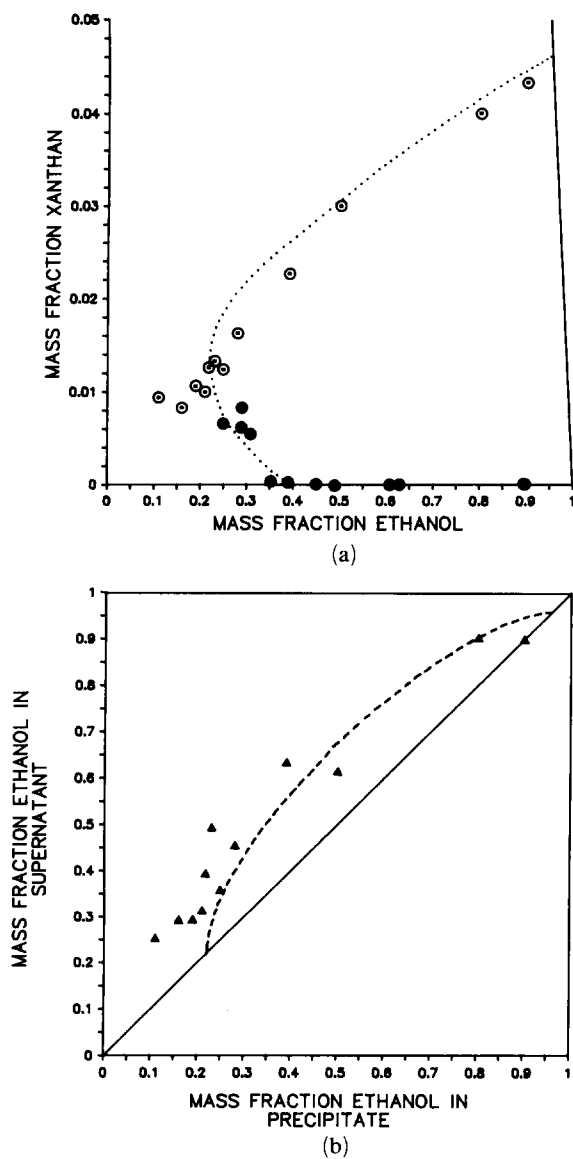 0.05
0.04
0.03
0.02
0.01
0
MASS FRACTION XANTHAN
0 0.1 0.2 0.3 0.4 0.5 0.6 0.7 0.8 0.9 1
MASS FRACTION ETHANOL
(a)
1
0.9
0.8
0.7
0.6
0.5
0.4
0.3
0.2
0.1
0
MASS FRACTION ETHANOL IN
SUPERNATANT
0 0.1 0.2 0.3 0.4 0.5 0.6 0.7 0.8 0.9 1
MASS FRACTION ETHANOL IN
PRECIPITATE
(b)